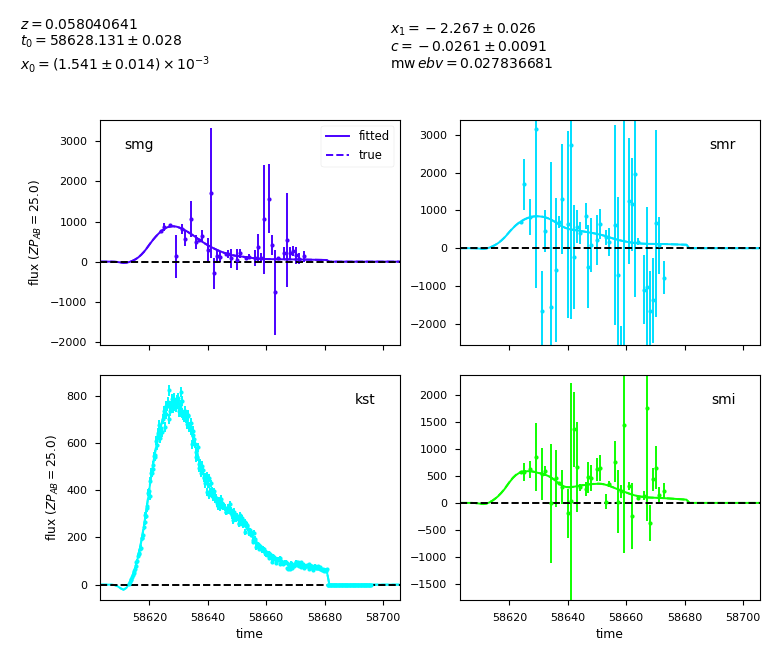 z = 0.058040641
t₀ = 58628.131 ± 0.028
x₀ = (1.541 ± 0.014) × 10⁻³
x₁ = −2.267 ± 0.026
c = −0.0261 ± 0.0091
mw ebv = 0.027836681
smg
fitted
true
3000
2000
1000
0
−1000
−2000
flux (ZP_AB = 25.0)
smr
3000
2000
1000
0
−1000
−2000
kst
800
600
400
200
0
flux (ZP_AB = 25.0)
58620 58640 58660 58680 58700
time
smi
2000
1500
1000
500
0
−500
−1000
−1500
58620 58640 58660 58680 58700
time